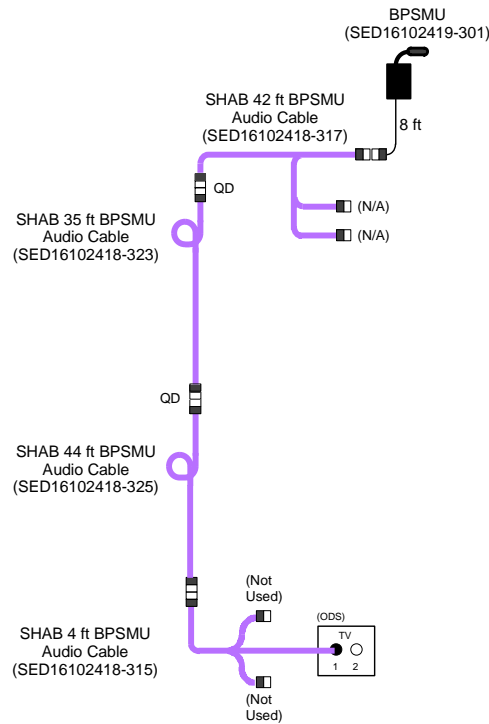 BPSMU
(SED16102419-301)
SHAB 42 ft BPSMU
Audio Cable
(SED16102418-317)
8 ft
QD
(N/A)
(N/A)
SHAB 35 ft BPSMU
Audio Cable
(SED16102418-323)
QD
SHAB 44 ft BPSMU
Audio Cable
(SED16102418-325)
(Not
Used)
(ODS)
TV
1 2
SHAB 4 ft BPSMU
Audio Cable
(SED16102418-315)
(Not
Used)